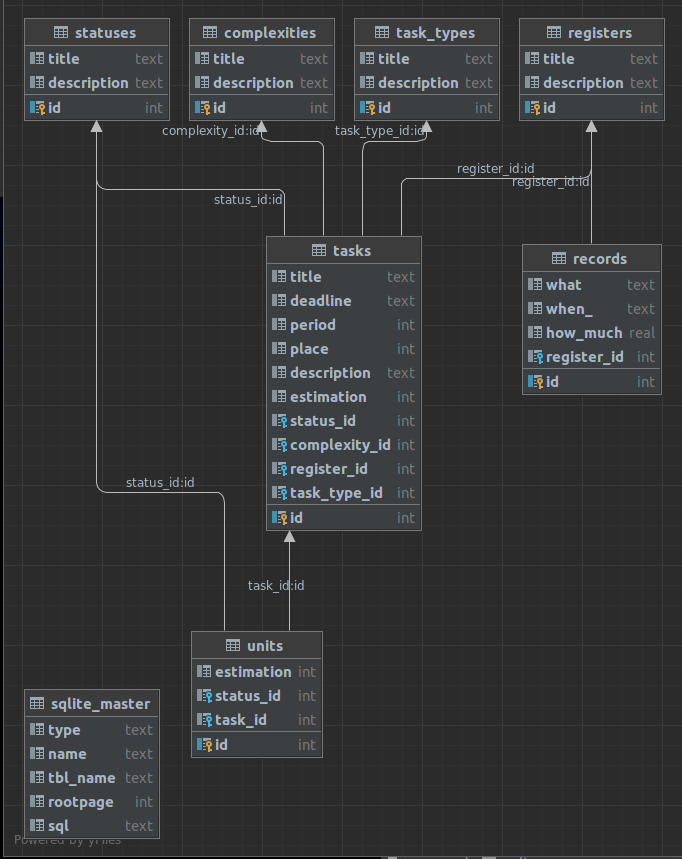 statuses
title text
description text
id int
complexities
title text
description text
id int
task_types
title text
description text
id int
registers
title text
description text
id int
complexity_id:id
task_type_id:id
register_id:id
register_id:id
status_id:id
tasks
title text
deadline text
period int
place int
description text
estimation int
status_id int
complexity_id int
register_id int
task_type_id int
id int
records
what text
when_ text
how_much real
register_id int
id int
status_id:id
task_id:id
units
estimation int
status_id int
task_id int
id int
sqlite_master
type text
name text
tbl_name text
rootpage int
sql text
Powered by yFiles